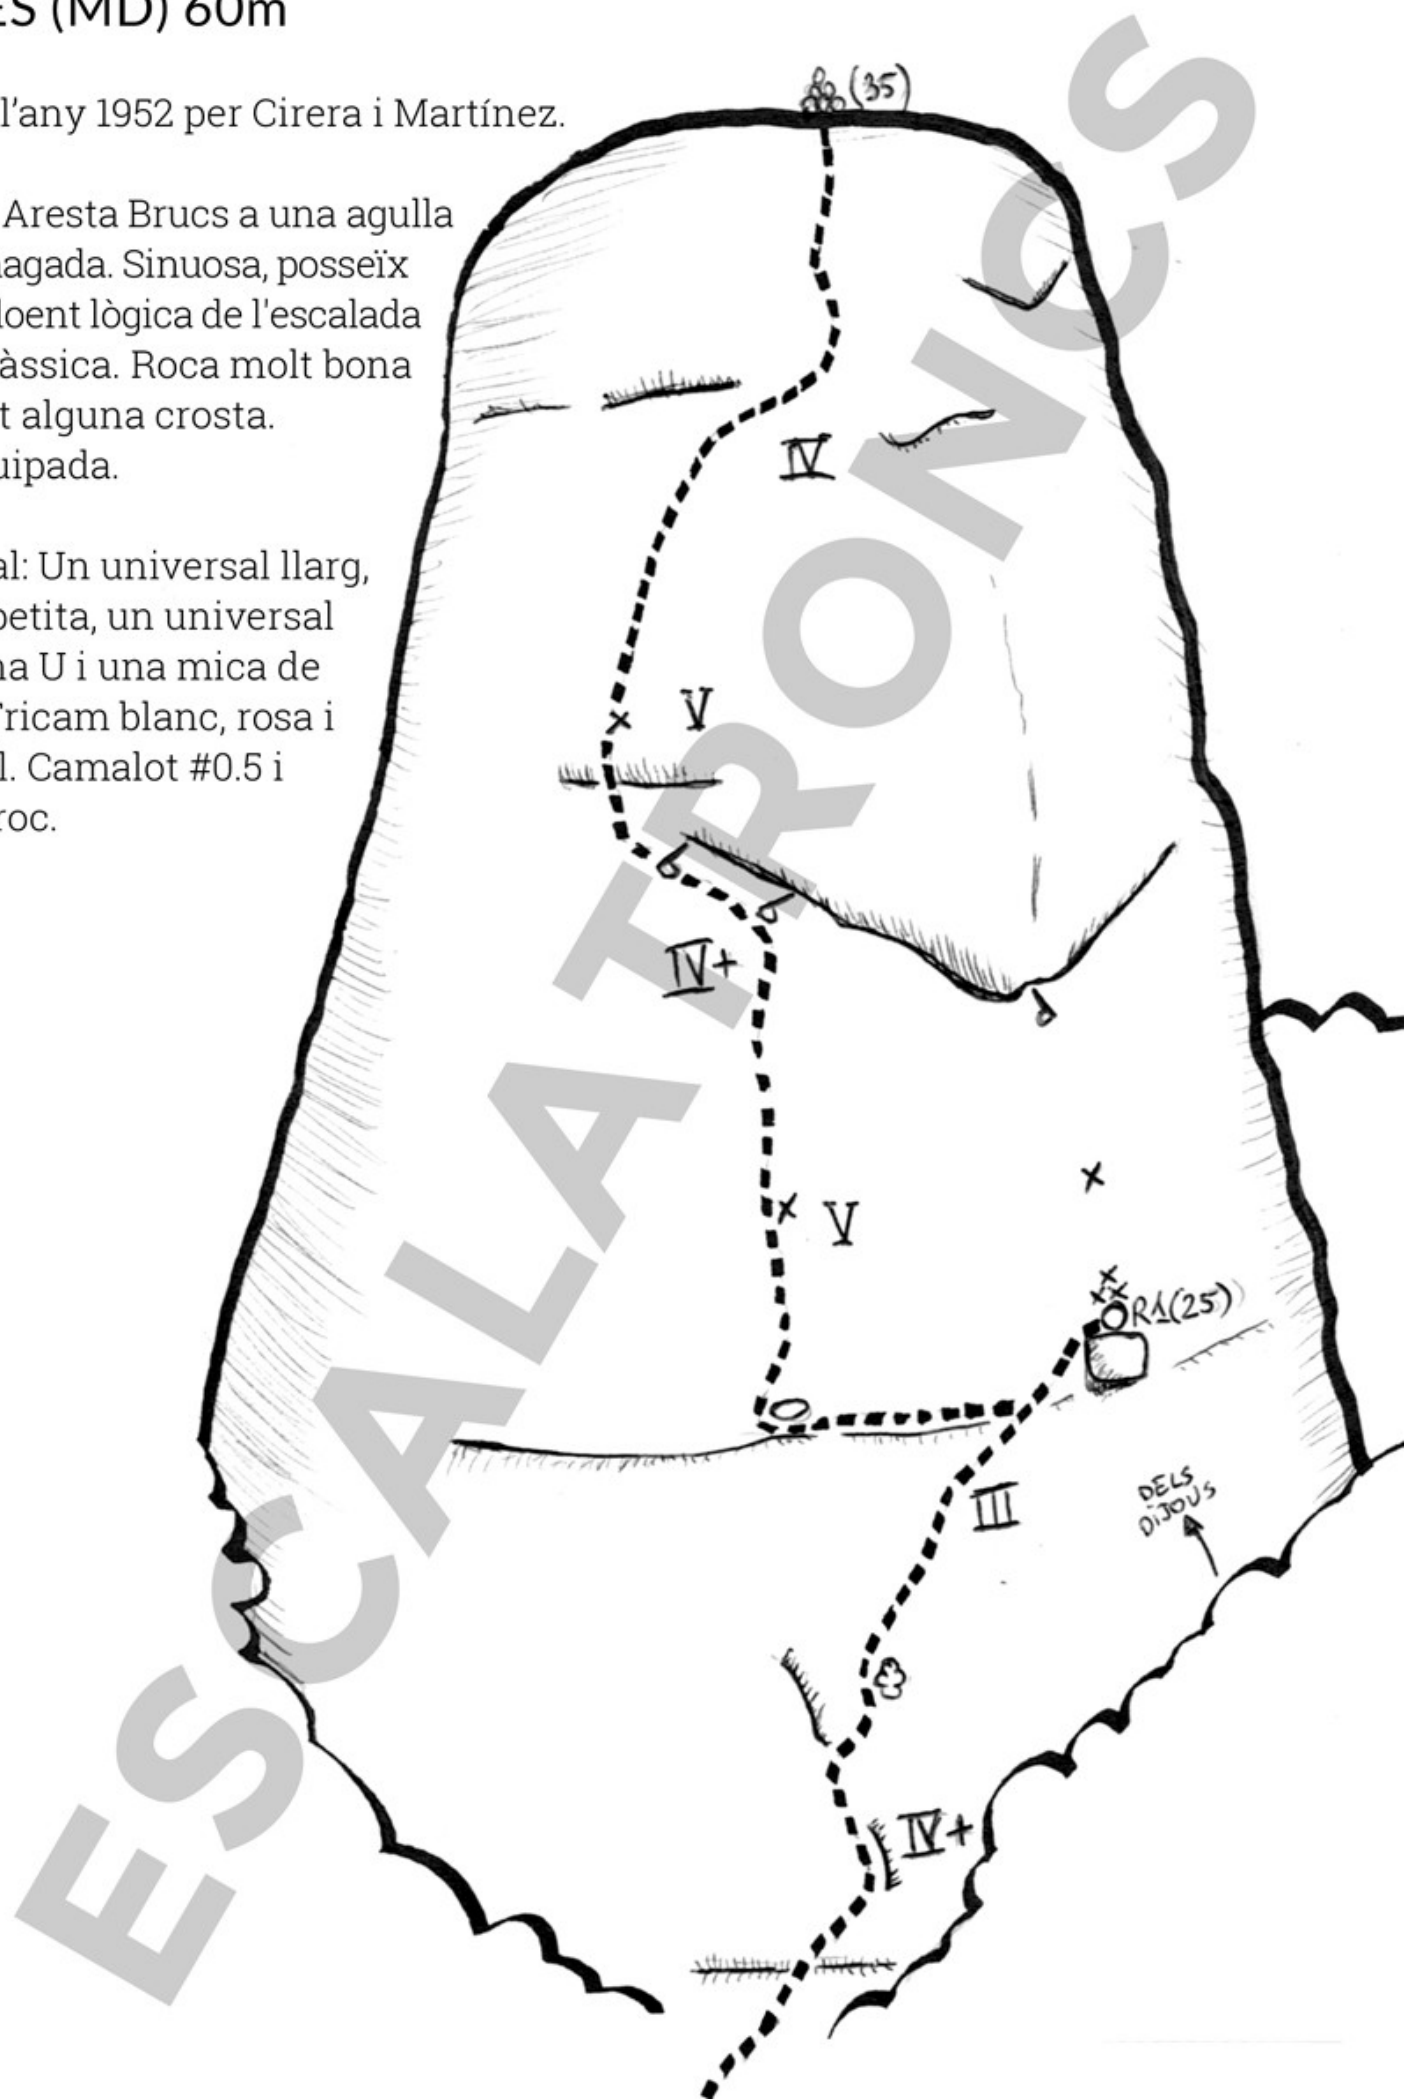 ES (MD) 60m
l'any 1952 per Cirera i Martínez.
Aresta Brucs a una agulla
agada. Sinuosa, posseïx
loent lògica de l'escalada
àssica. Roca molt bona
t alguna crosta.
uipada.
al: Un universal llarg,
petita, un universal
na U i una mica de
Tricam blanc, rosa i
l. Camalot #0.5 i
roc.
(35)
IV
V
IV+
V
R1(25)
III
DELS
DIJOUS
IV+
ESCALATRONCS